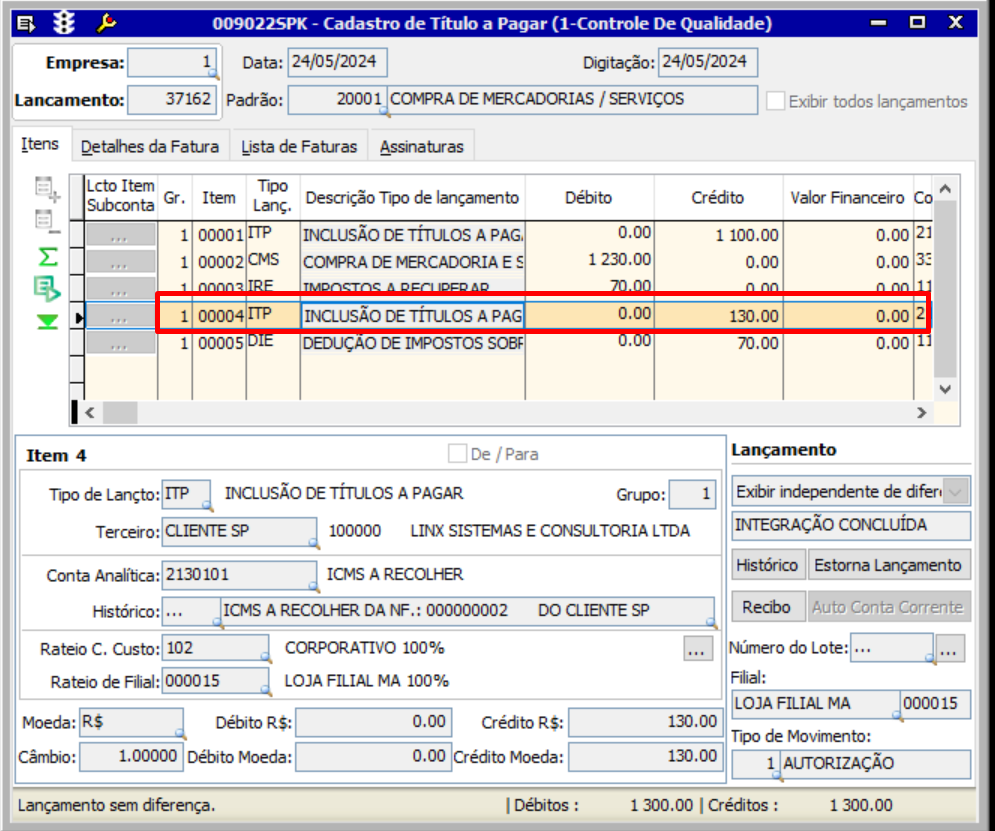 009022SPK - Cadastro de Título a Pagar (1-Controle De Qualidade)
Empresa: 1 Data: 24/05/2024 Digitação: 24/05/2024
Lancamento: 37162 Padrão: 20001 COMPRA DE MERCADORIAS / SERVIÇOS Exibir todos lançamentos
Itens Detalhes da Fatura Lista de Faturas Assinaturas
Lcto Item Subconta Gr. Item Tipo Lanç. Descrição Tipo de lançamento Débito Crédito Valor Financeiro Co
... 1 00001 ITP INCLUSÃO DE TÍTULOS A PAG. 0.00 1 100.00 0.00 21
... 1 00002 CMS COMPRA DE MERCADORIA E S 1 230.00 0.00 0.00 33
... 1 00003 IRE IMPOSTOS A RECUPERAR 70.00 0.00 0.00 11
... 1 00004 ITP INCLUSÃO DE TÍTULOS A PAG 0.00 130.00 0.00 2
... 1 00005 DIE DEDUÇÃO DE IMPOSTOS SOBR 0.00 70.00 0.00 11
Item 4 De / Para
Tipo de Lançto: ITP INCLUSÃO DE TÍTULOS A PAGAR Grupo: 1
Terceiro: CLIENTE SP 100000 LINX SISTEMAS E CONSULTORIA LTDA
Conta Analítica: 2130101 ICMS A RECOLHER
Histórico: ... ICMS A RECOLHER DA NF.: 000000002 DO CLIENTE SP
Rateio C. Custo: 102 CORPORATIVO 100% ...
Rateio de Filial: 000015 LOJA FILIAL MA 100%
Moeda: R$ Débito R$: 0.00 Crédito R$: 130.00
Câmbio: 1.00000 Débito Moeda: 0.00 Crédito Moeda: 130.00
Lançamento
Exibir independente de difer
INTEGRAÇÃO CONCLUÍDA
Histórico Estorna Lançamento
Recibo Auto Conta Corrente
Número do Lote: ... ...
Filial:
LOJA FILIAL MA 000015
Tipo de Movimento:
1 AUTORIZAÇÃO
Lançamento sem diferença. | Débitos : 1 300.00 | Créditos : 1 300.00